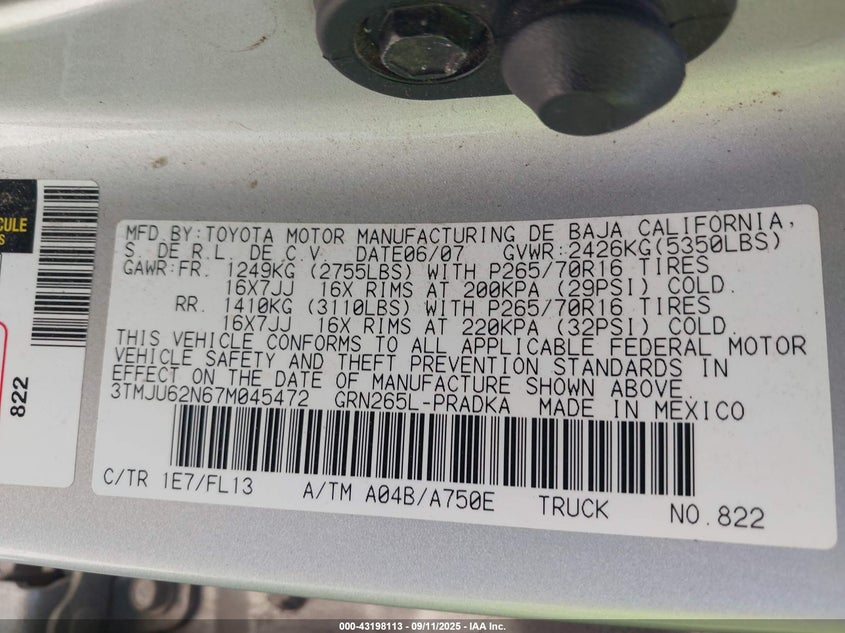 CULE
S
822
MFD.BY:TOYOTA MOTOR MANUFACTURING DE BAJA CALIFORNIA,
S. DE R.L. DE C.V. DATE06/07 GVWR:2426KG(5350LBS)
GAWR:FR. 1249KG (2755LBS) WITH P265/70R16 TIRES
16X7JJ 16X RIMS AT 200KPA (29PSI) COLD.
RR. 1410KG (3110LBS) WITH P265/70R16 TIRES
16X7JJ 16X RIMS AT 220KPA (32PSI) COLD.
THIS VEHICLE CONFORMS TO ALL APPLICABLE FEDERAL MOTOR
VEHICLE SAFETY AND THEFT PREVENTION STANDARDS IN
EFFECT ON THE DATE OF MANUFACTURE SHOWN ABOVE.
3TMJU62N67M045472 GRN265L-PRADKA MADE IN MEXICO
C/TR 1E7/FL13 A/TM A04B/A750E TRUCK NO.822
000-43198113 - 09/11/2025 - IAA Inc.